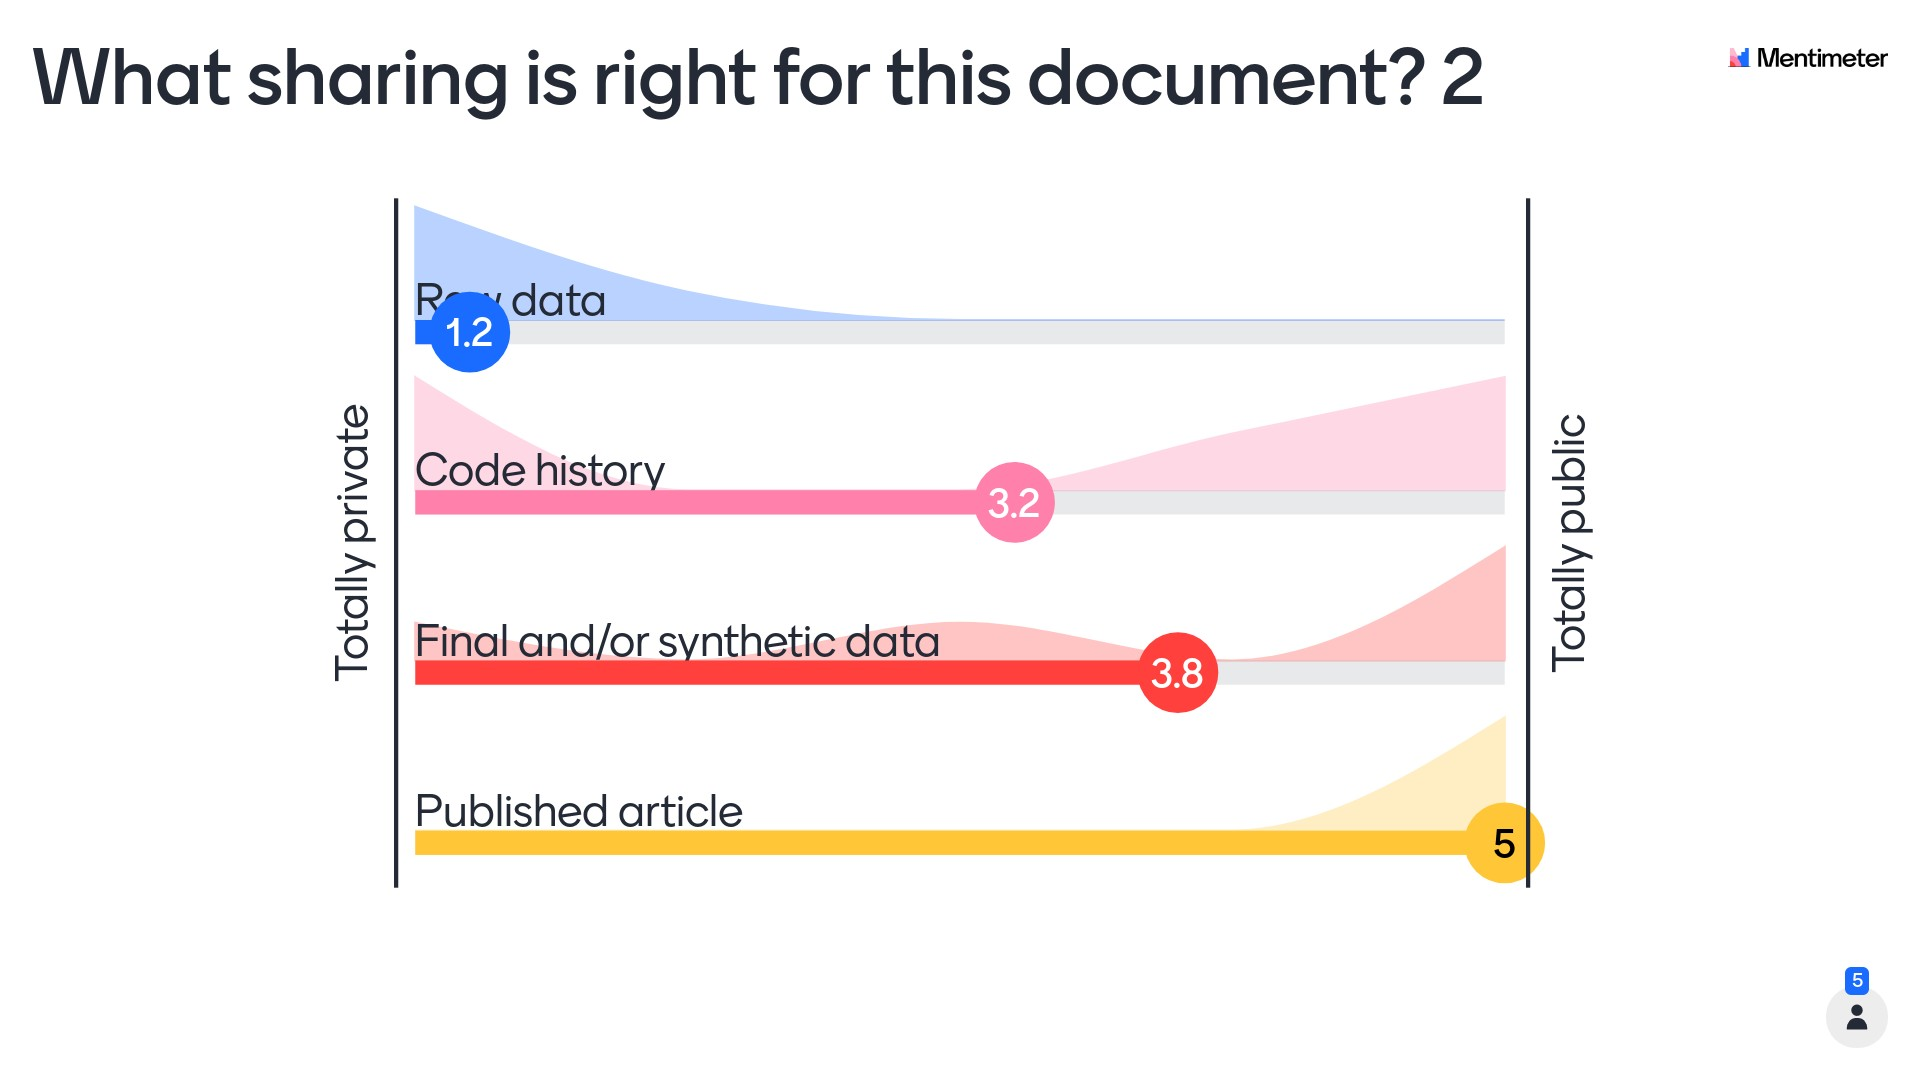 What sharing is right for this document? 2
Mentimeter
Totally private
Raw data
1.2
Code history
3.2
Final and/or synthetic data
3.8
Published article
5
Totally public
5